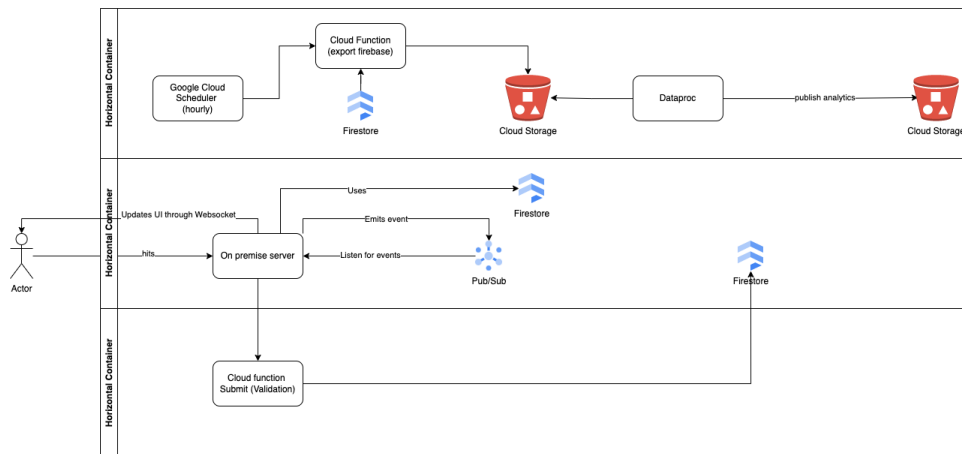 Horizontal Container
Cloud Function
(export firebase)
Google Cloud
Scheduler
(hourly)
Firestore
Cloud Storage
Dataproc
publish analytics
Cloud Storage
Horizontal Container
Uses
Firestore
Updates UI through Websocket
Emits event
hits
On premise server
Listen for events
Pub/Sub
Firestore
Actor
Horizontal Container
Cloud function
Submit (Validation)